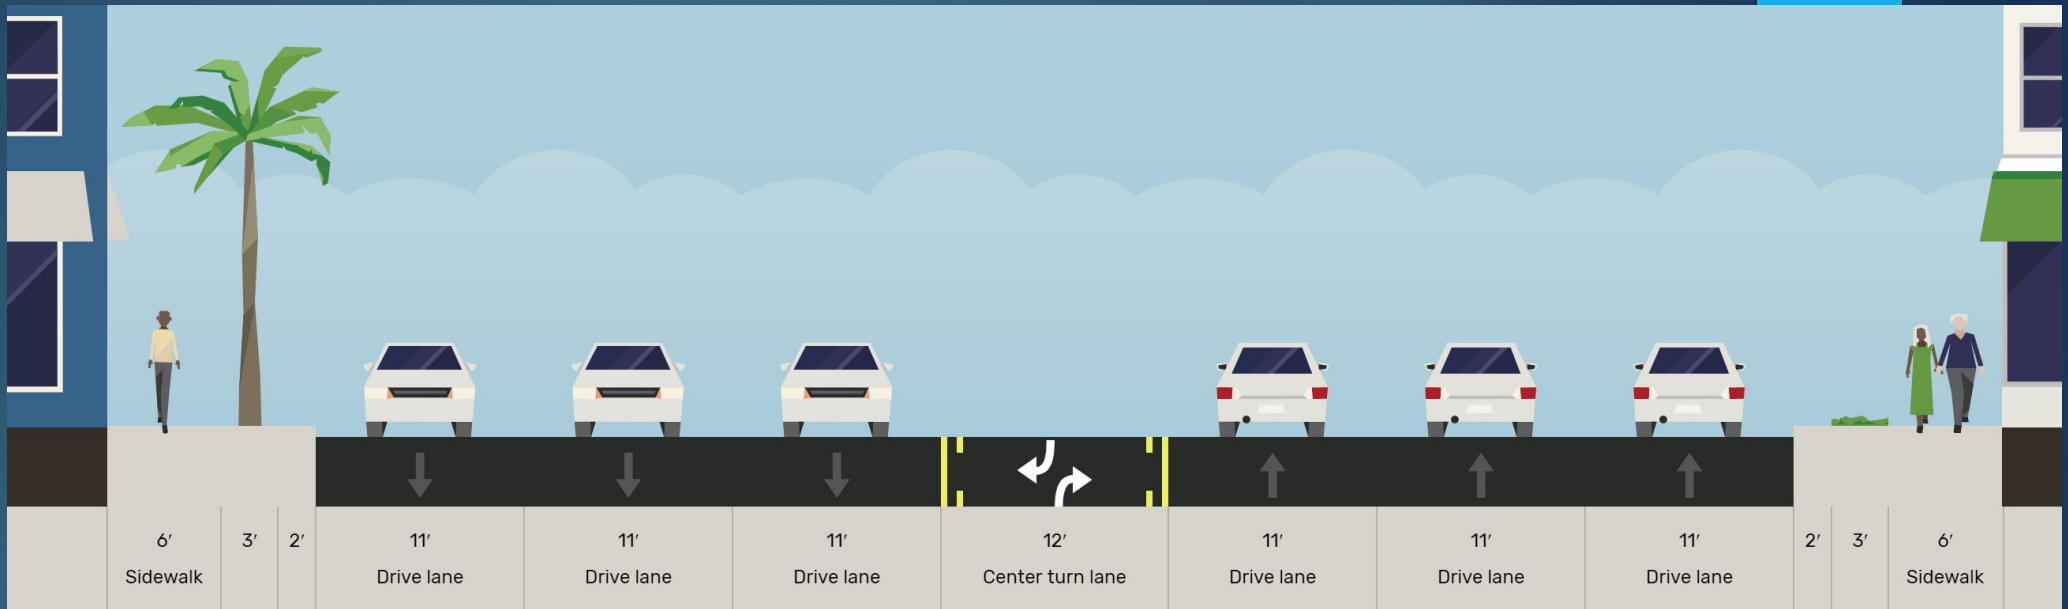 6′ 3′ 2′ 11′ 11′ 11′ 12′ 11′ 11′ 11′ 2′ 3′ 6′
Sidewalk Drive lane Drive lane Drive lane Center turn lane Drive lane Drive lane Drive lane Sidewalk